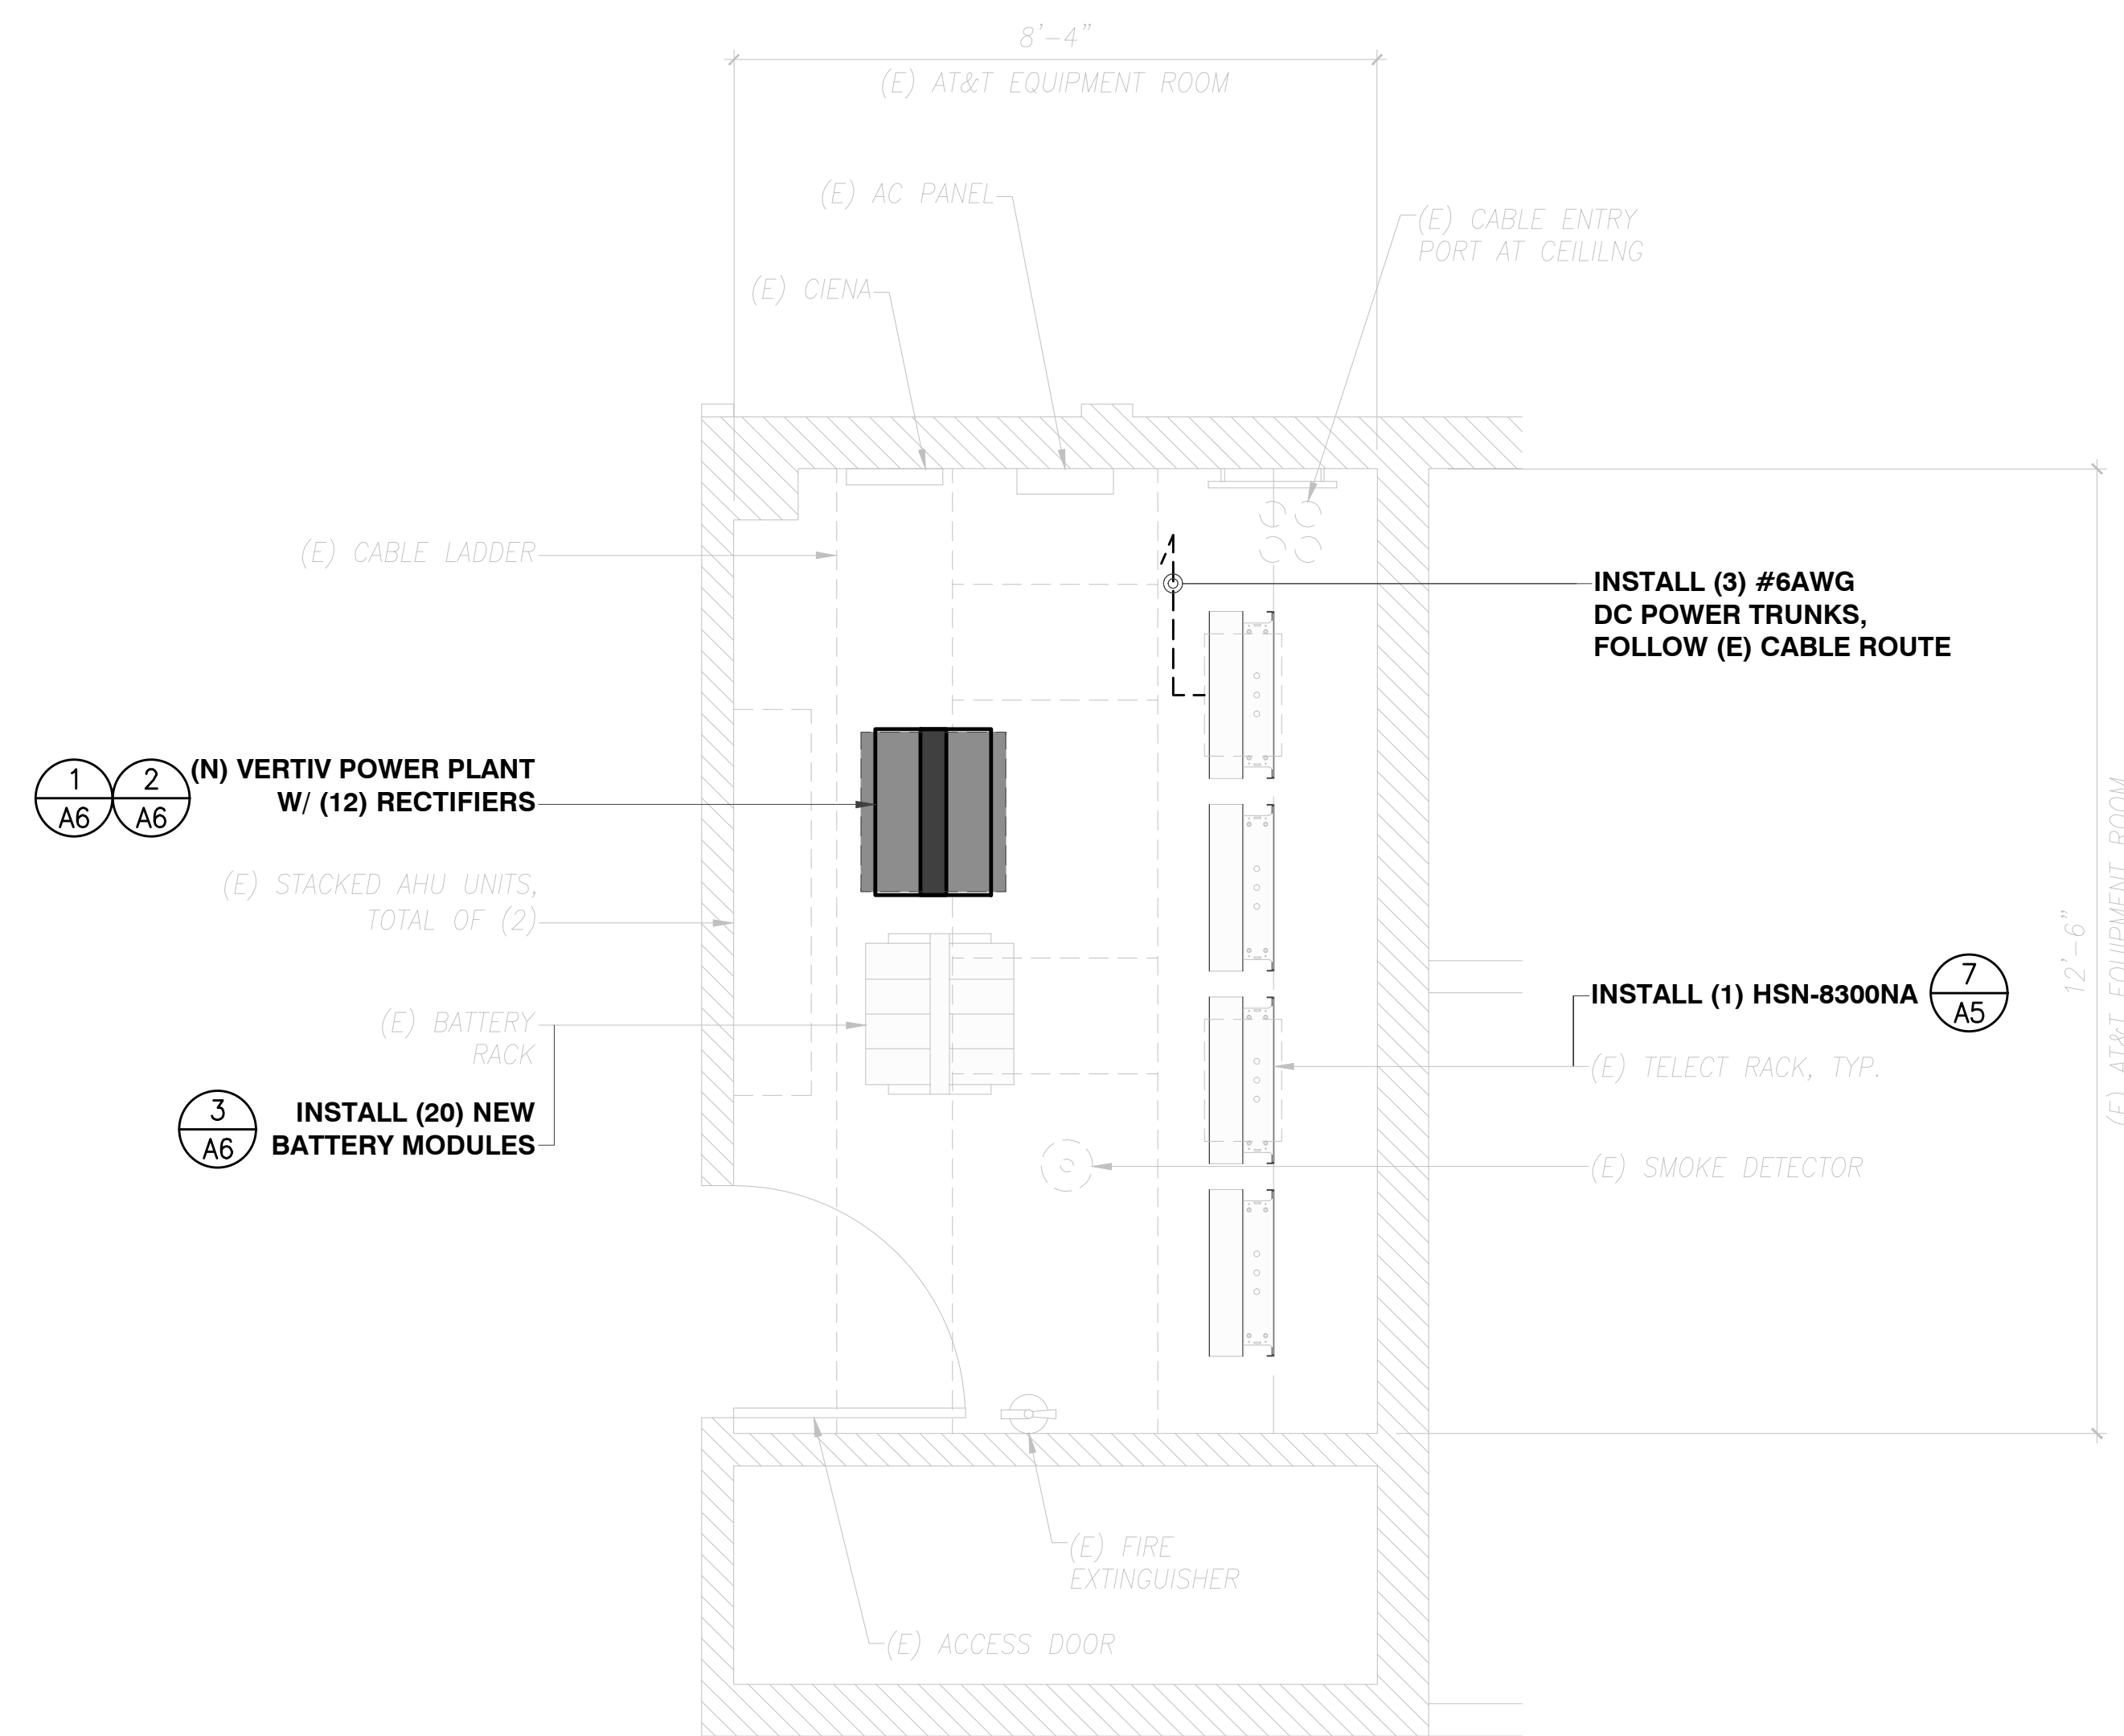 8'-4"
(E) AT&T EQUIPMENT ROOM
(E) AC PANEL
(E) CABLE ENTRY
PORT AT CEILILNG
(E) CIENA
(E) CABLE LADDER
INSTALL (3) #6AWG
DC POWER TRUNKS,
FOLLOW (E) CABLE ROUTE
1
A6
2
A6
(N) VERTIV POWER PLANT
W/ (12) RECTIFIERS
(E) STACKED AHU UNITS,
TOTAL OF (2)
12'-6"
(E) AT&T EQUIPMENT ROOM
INSTALL (1) HSN-8300NA
7
A5
(E) BATTERY
RACK
(E) TELECT RACK, TYP.
3
A6
INSTALL (20) NEW
BATTERY MODULES
(E) SMOKE DETECTOR
(E) FIRE
EXTINGUISHER
(E) ACCESS DOOR